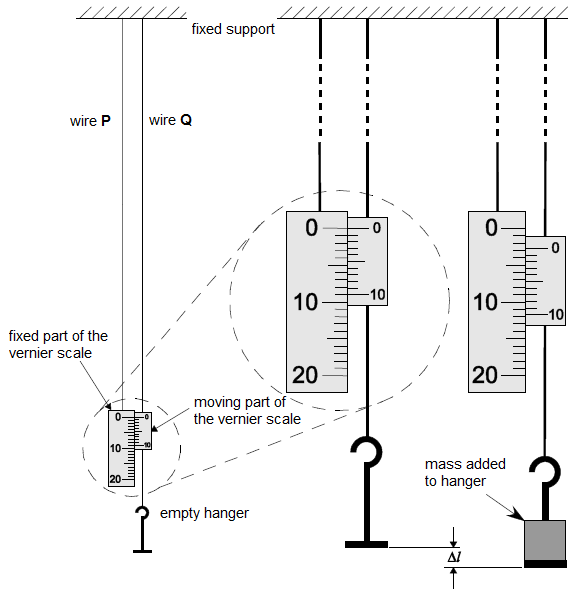 fixed support
wire P
wire Q
0
10
20
0
10
0
10
20
0
10
fixed part of the
vernier scale
0
10
20
0
10
moving part of
the vernier scale
empty hanger
mass added
to hanger
Δl